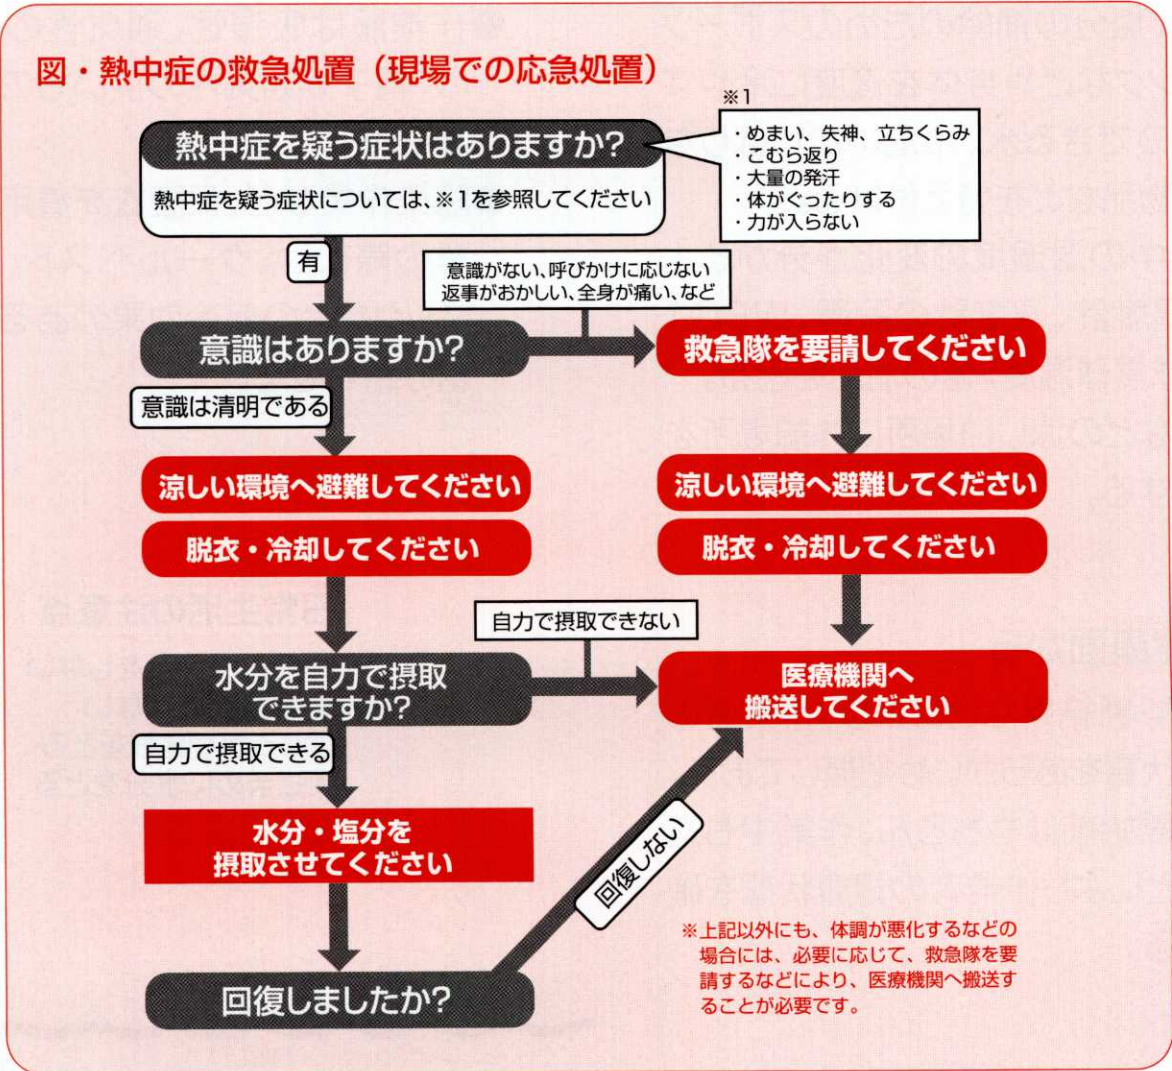 図・熱中症の救急処置（現場での応急処置）
※1
・めまい、失神、立ちくらみ
・こむら返り
・大量の発汗
・体がぐったりする
・力が入らない
熱中症を疑う症状はありますか?
熱中症を疑う症状については、※1を参照してください
有
意識がない、呼びかけに応じない
返事がおかしい、全身が痛い、など
意識はありますか?
救急隊を要請してください
意識は清明である
涼しい環境へ避難してください
涼しい環境へ避難してください
脱衣・冷却してください
脱衣・冷却してください
自力で摂取できない
水分を自力で摂取
できますか?
医療機関へ
搬送してください
自力で摂取できる
水分・塩分を
摂取させてください
回復しない
回復しましたか?
※上記以外にも、体調が悪化するなどの
場合には、必要に応じて、救急隊を要
請するなどにより、医療機関へ搬送す
ることが必要です。